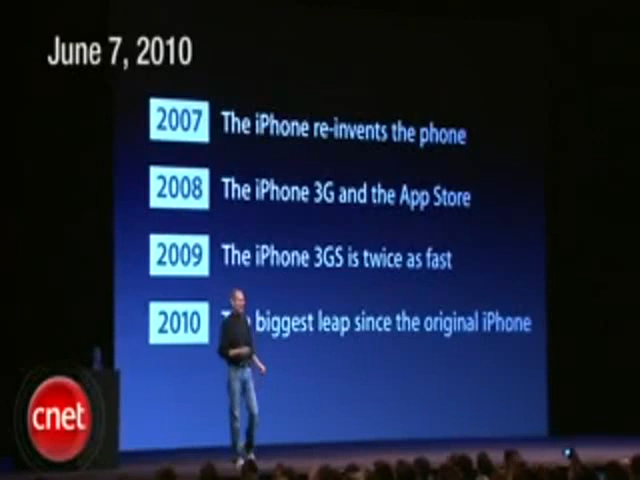 June 7, 2010
2007 The iPhone re-invents the phone
2008 The iPhone 3G and the App Store
2009 The iPhone 3GS is twice as fast
2010 biggest leap since the original iPhone
cnet